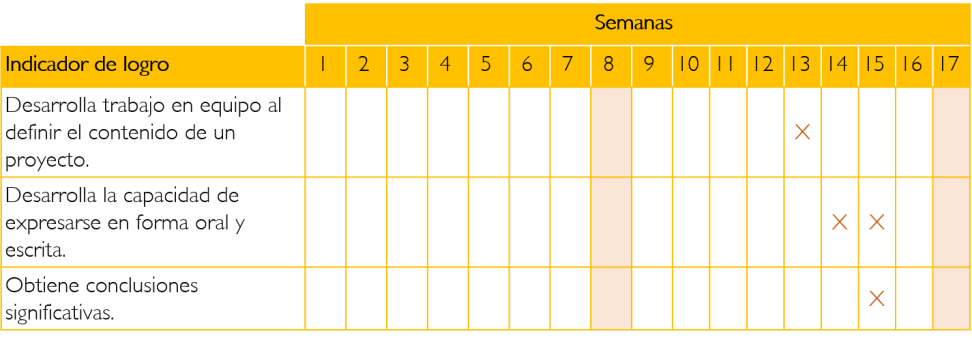 Semanas
Indicador de logro 1 2 3 4 5 6 7 8 9 10 11 12 13 14 15 16 17
Desarrolla trabajo en equipo al
definir el contenido de un
proyecto.
X
Desarrolla la capacidad de
expresarse en forma oral y
escrita.
X X
Obtiene conclusiones
significativas.
X